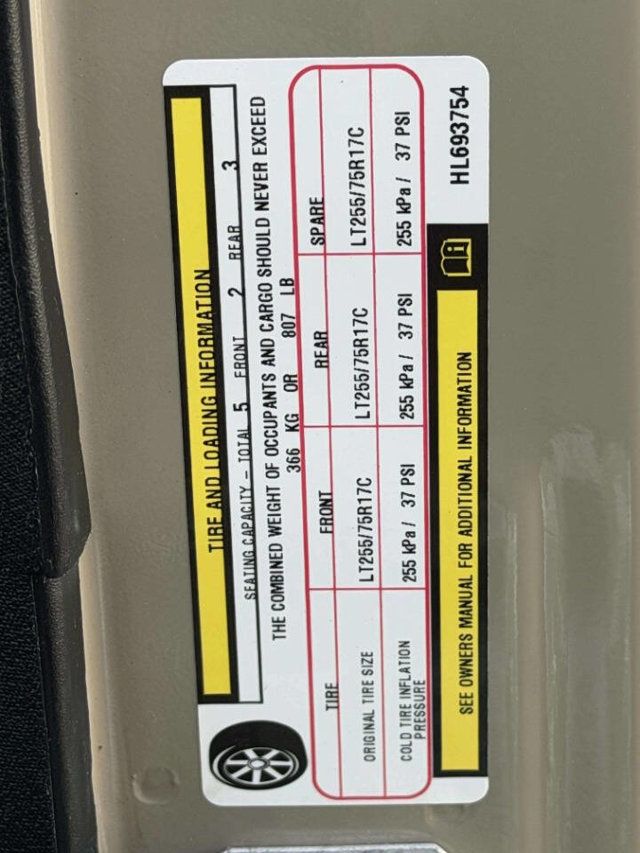 TIRE AND LOADING INFORMATION
SEATING CAPACITY - TOTAL 5 FRONT 2 REAR 3
THE COMBINED WEIGHT OF OCCUPANTS AND CARGO SHOULD NEVER EXCEED
366 KG OR 807 LB
TIRE FRONT REAR SPARE
ORIGINAL TIRE SIZE LT255/75R17C LT255/75R17C LT255/75R17C
COLD TIRE INFLATION
PRESSURE 255 kPa / 37 PSI 255 kPa / 37 PSI 255 kPa / 37 PSI
SEE OWNERS MANUAL FOR ADDITIONAL INFORMATION
HL693754